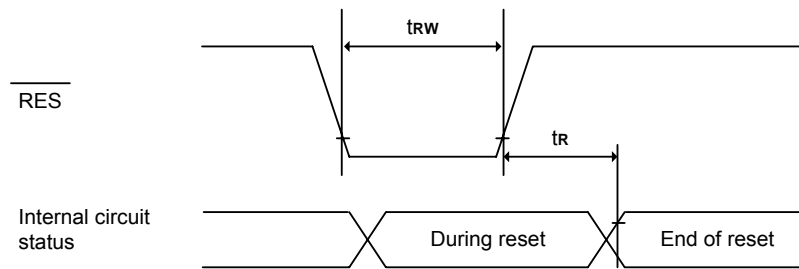 tRW
RES
tR
Internal circuit
status
During reset
End of reset